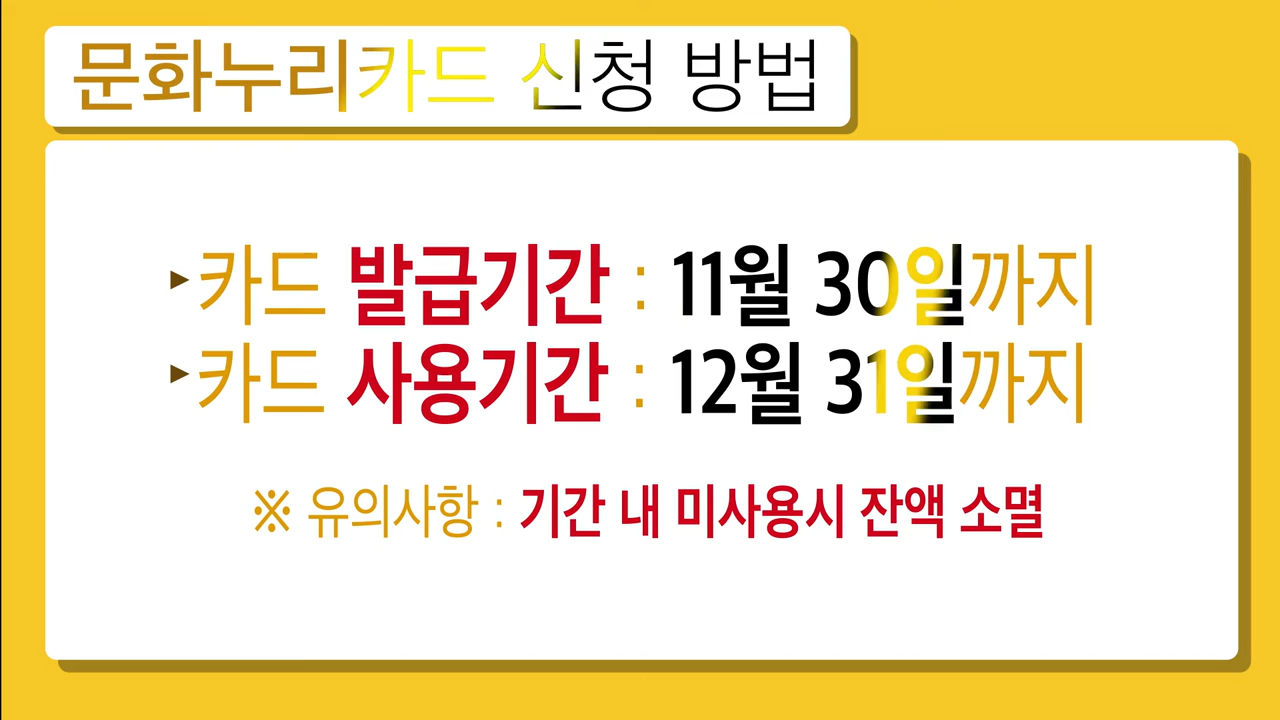 문화누리카드 신청 방법
▸카드 발급기간 : 11월 30일까지
▸카드 사용기간 : 12월 31일까지
※ 유의사항 : 기간 내 미사용시 잔액 소멸